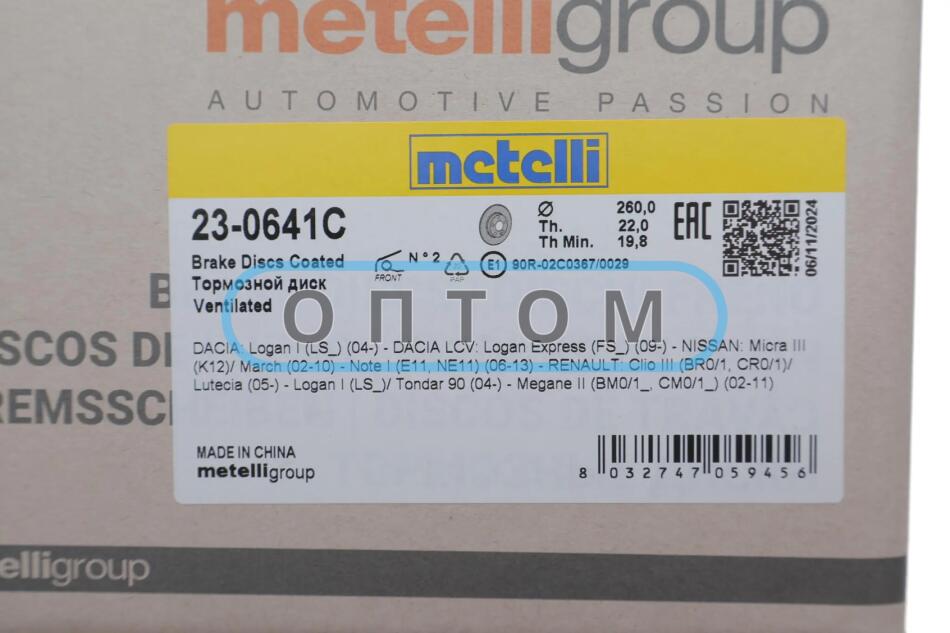 metelligroup
AUTOMOTIVE PASSION
metelli
23-0641C
Ø 260,0
Th. 22,0
Th Min. 19,8
EAC
06/11/2024
Brake Discs Coated
Тормозной диск
Ventilated
FRONT
N°2
PAP
E1 90R-02C0367/0029
ОПТОМ
DACIA: Logan I (LS_) (04-) - DACIA LCV: Logan Express (FS_) (09-) - NISSAN: Micra III
(K12)/ March (02-10) - Note I (E11, NE11) (06-13) - RENAULT: Clio III (BR0/1, CR0/1)/
Lutecia (05-) - Logan I (LS_)/ Tondar 90 (04-) - Megane II (BM0/1_, CM0/1_) (02-11)
MADE IN CHINA
metelligroup
8 032747 059456
B
SCOS DI
REMSSC
elligroup